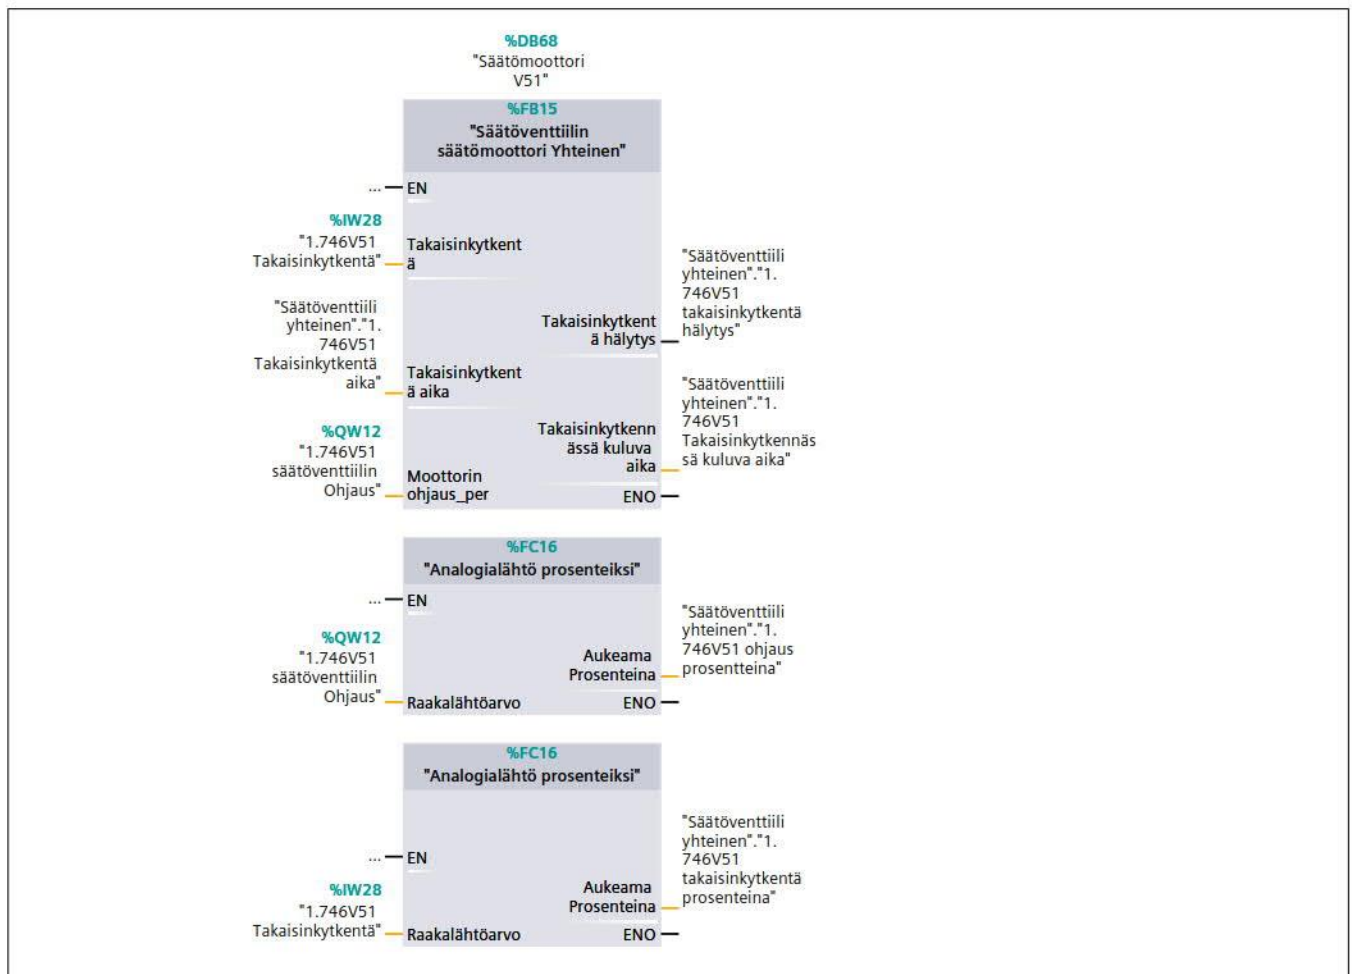 %DB68
"Säätömoottori
V51"
%FB15
"Säätöventtiilin
säätömoottori Yhteinen"
... EN
%IW28
"1.746V51
Takaisinkytkentä"
Takaisinkytkent
ä
"Säätöventtiili
yhteinen"."1.
746V51
takaisinkytkentä
hälytys"
Takaisinkytkent
ä hälytys
"Säätöventtiili
yhteinen"."1.
746V51
Takaisinkytkentä
aika"
Takaisinkytkent
ä aika
"Säätöventtiili
yhteinen"."1.
746V51
Takaisinkytkennäs
sä kuluva aika"
Takaisinkytkenn
ässä kuluva
aika
%QW12
"1.746V51
säätöventtiilin
Ohjaus"
Moottorin
ohjaus_per
ENO
%FC16
"Analogialähtö prosenteiksi"
... EN
%QW12
"1.746V51
säätöventtiilin
Ohjaus"
Raakalähtöarvo
Aukeama
Prosenteina
ENO
"Säätöventtiili
yhteinen"."1.
746V51 ohjaus
prosentteina"
%FC16
"Analogialähtö prosenteiksi"
... EN
%IW28
"1.746V51
Takaisinkytkentä"
Raakalähtöarvo
Aukeama
Prosenteina
ENO
"Säätöventtiili
yhteinen"."1.
746V51
takaisinkytkentä
prosenteina"